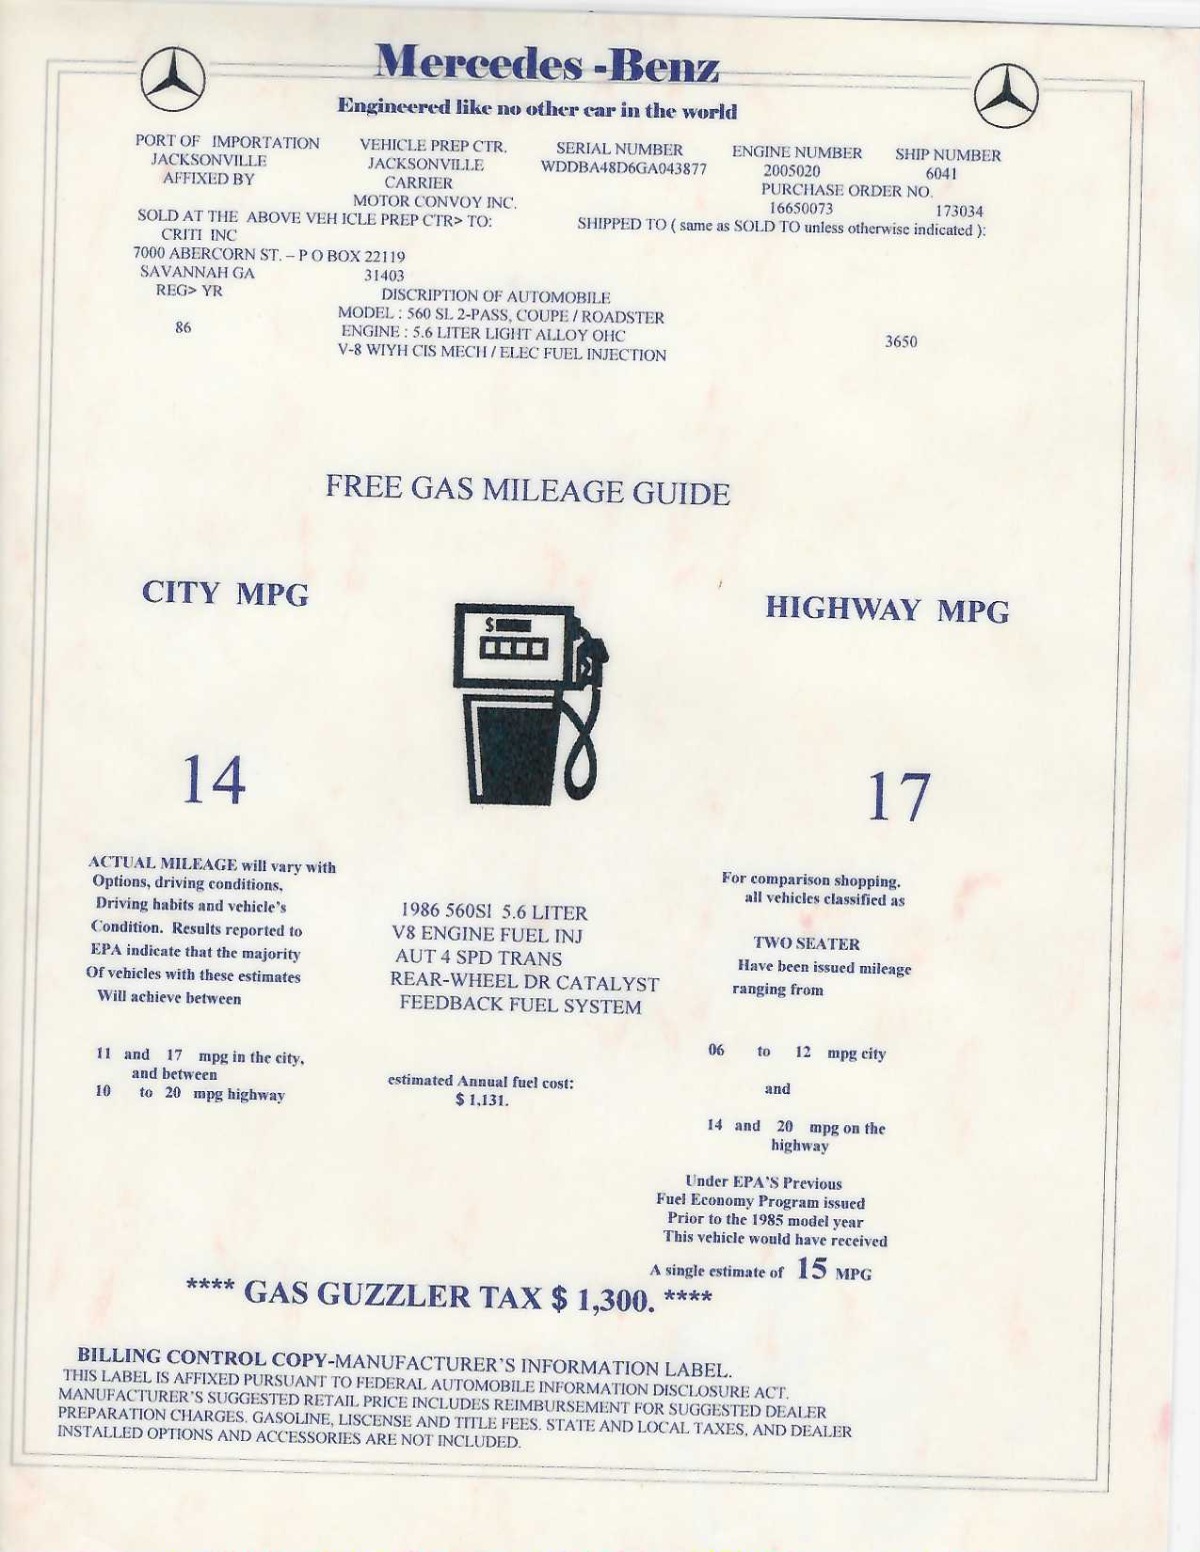 Mercedes -Benz
Engineered like no other car in the world
PORT OF IMPORTATION VEHICLE PREP CTR. SERIAL NUMBER ENGINE NUMBER SHIP NUMBER
JACKSONVILLE JACKSONVILLE WDDBA48D6GA043877 2005020 6041
AFFIXED BY CARRIER PURCHASE ORDER NO.
MOTOR CONVOY INC. 16650073 173034
SOLD AT THE ABOVE VEH ICLE PREP CTR> TO: SHIPPED TO ( same as SOLD TO unless otherwise indicated ):
CRITI INC
7000 ABERCORN ST. – P O BOX 22119
SAVANNAH GA 31403
REG> YR DISCRIPTION OF AUTOMOBILE
MODEL : 560 SL 2-PASS, COUPE / ROADSTER
86 ENGINE : 5.6 LITER LIGHT ALLOY OHC 3650
V-8 WIYH CIS MECH / ELEC FUEL INJECTION
FREE GAS MILEAGE GUIDE
CITY MPG
HIGHWAY MPG
$
14
17
ACTUAL MILEAGE will vary with
Options, driving conditions,
Driving habits and vehicle's
Condition. Results reported to
EPA indicate that the majority
Of vehicles with these estimates
Will achieve between
11 and 17 mpg in the city,
and between
10 to 20 mpg highway
1986 560Sl 5.6 LITER
V8 ENGINE FUEL INJ
AUT 4 SPD TRANS
REAR-WHEEL DR CATALYST
FEEDBACK FUEL SYSTEM
estimated Annual fuel cost:
$ 1,131.
For comparison shopping,
all vehicles classified as
TWO SEATER
Have been issued mileage
ranging from
06 to 12 mpg city
and
14 and 20 mpg on the
highway
Under EPA'S Previous
Fuel Economy Program issued
Prior to the 1985 model year
This vehicle would have received
A single estimate of 15 MPG
**** GAS GUZZLER TAX $ 1,300. ****
BILLING CONTROL COPY-MANUFACTURER'S INFORMATION LABEL.
THIS LABEL IS AFFIXED PURSUANT TO FEDERAL AUTOMOBILE INFORMATION DISCLOSURE ACT.
MANUFACTURER'S SUGGESTED RETAIL PRICE INCLUDES REIMBURSEMENT FOR SUGGESTED DEALER
PREPARATION CHARGES. GASOLINE, LISCENSE AND TITLE FEES. STATE AND LOCAL TAXES, AND DEALER
INSTALLED OPTIONS AND ACCESSORIES ARE NOT INCLUDED.